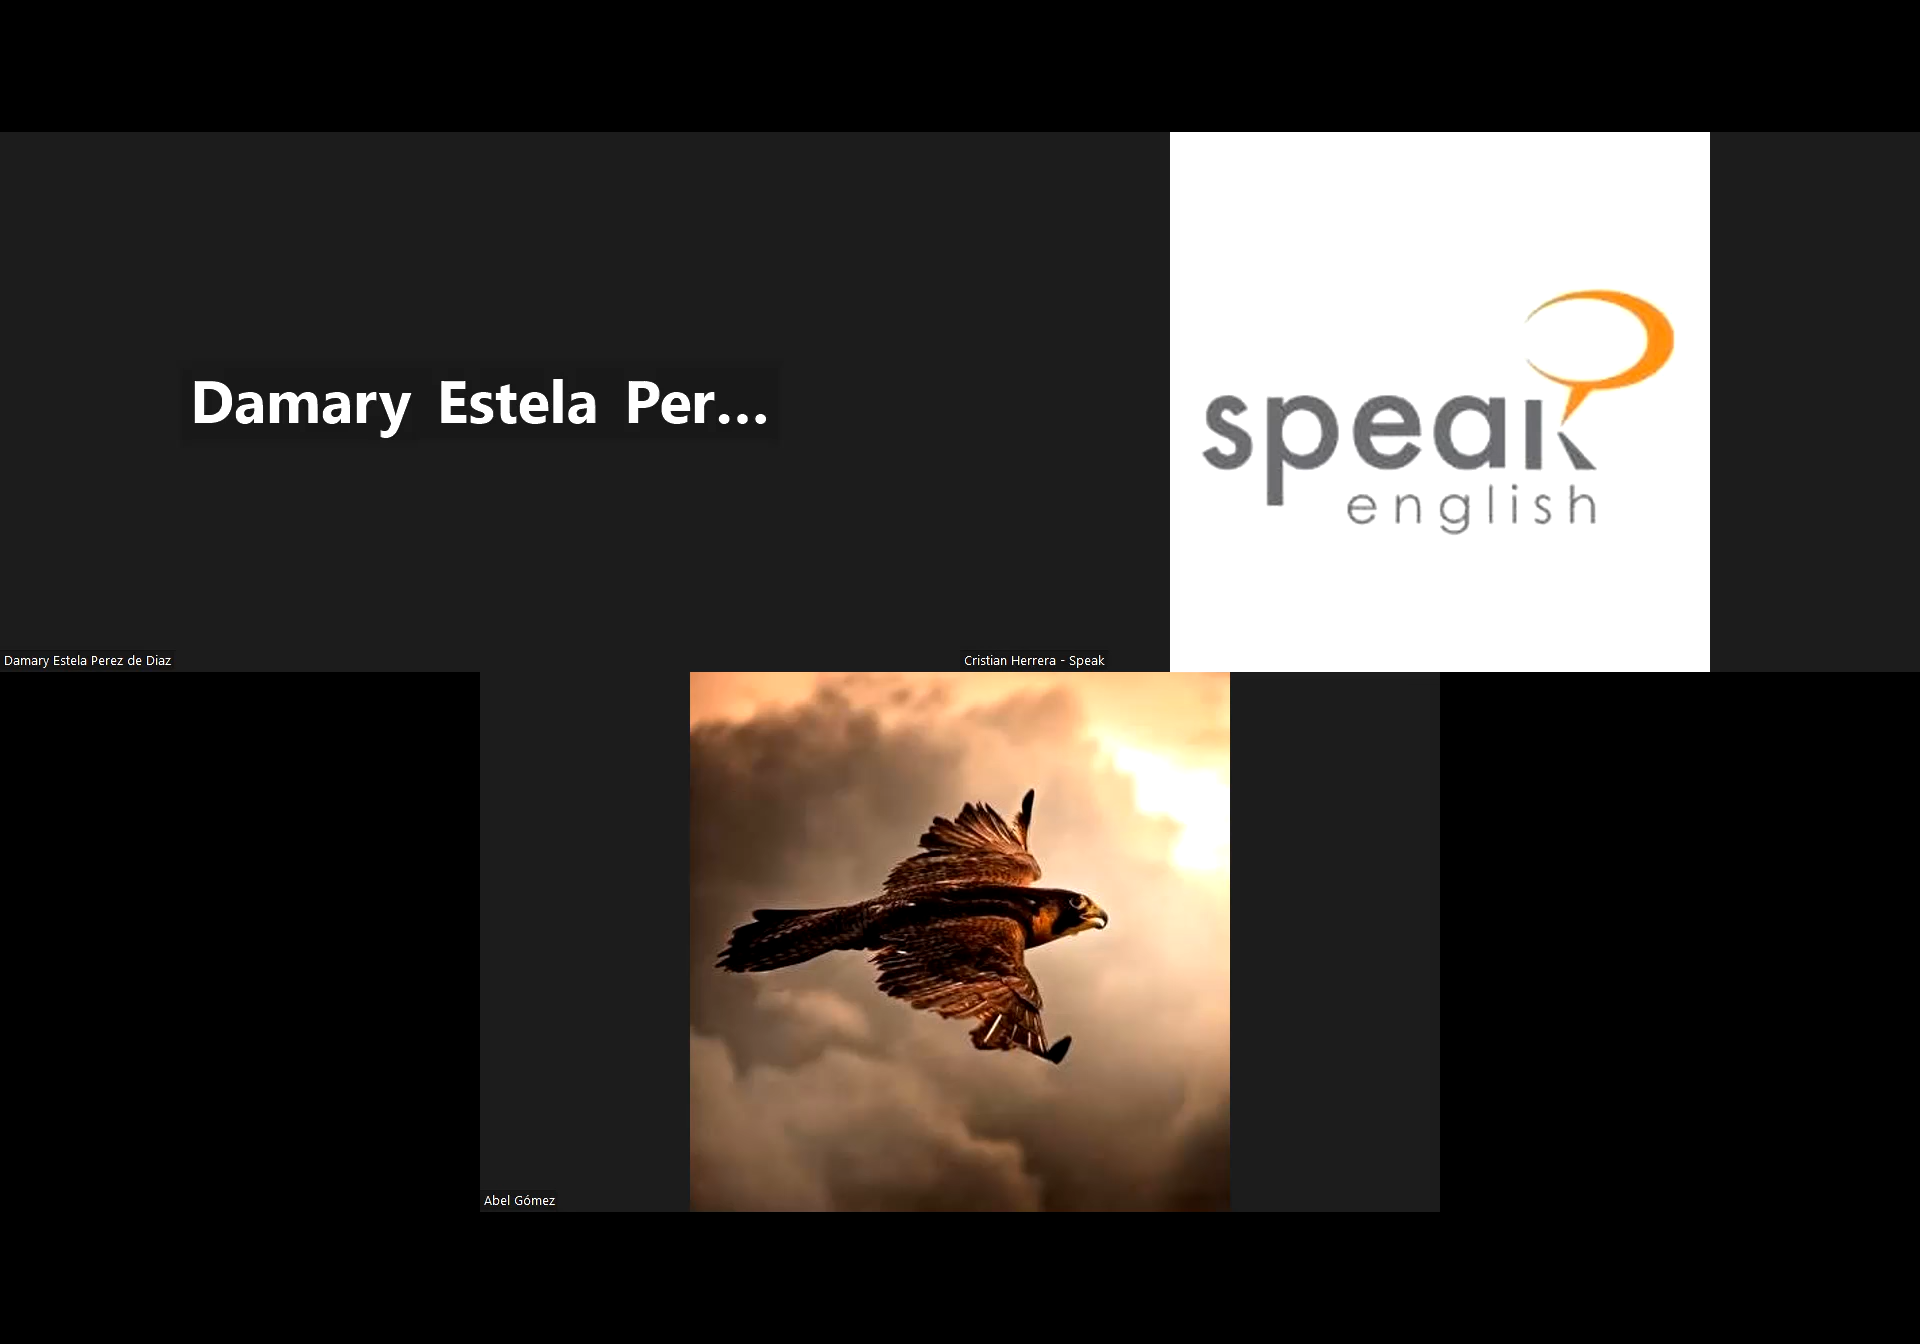 Damary Estela Per...
speak
english
Damary Estela Perez de Diaz
Cristian Herrera - Speak
Abel Gómez